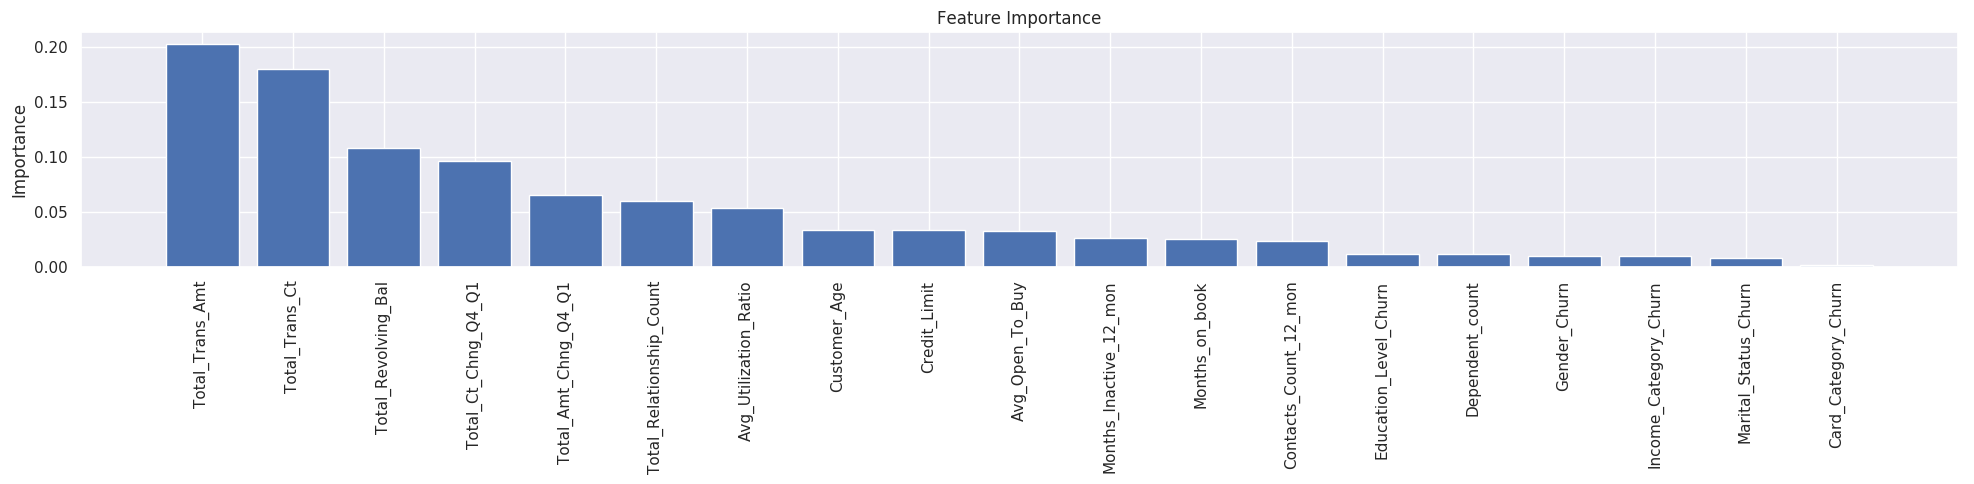 Feature Importance
Importance
0.20
0.15
0.10
0.05
0.00
Total_Trans_Amt
Total_Trans_Ct
Total_Revolving_Bal
Total_Ct_Chng_Q4_Q1
Total_Amt_Chng_Q4_Q1
Total_Relationship_Count
Avg_Utilization_Ratio
Customer_Age
Credit_Limit
Avg_Open_To_Buy
Months_Inactive_12_mon
Months_on_book
Contacts_Count_12_mon
Education_Level_Churn
Dependent_count
Gender_Churn
Income_Category_Churn
Marital_Status_Churn
Card_Category_Churn